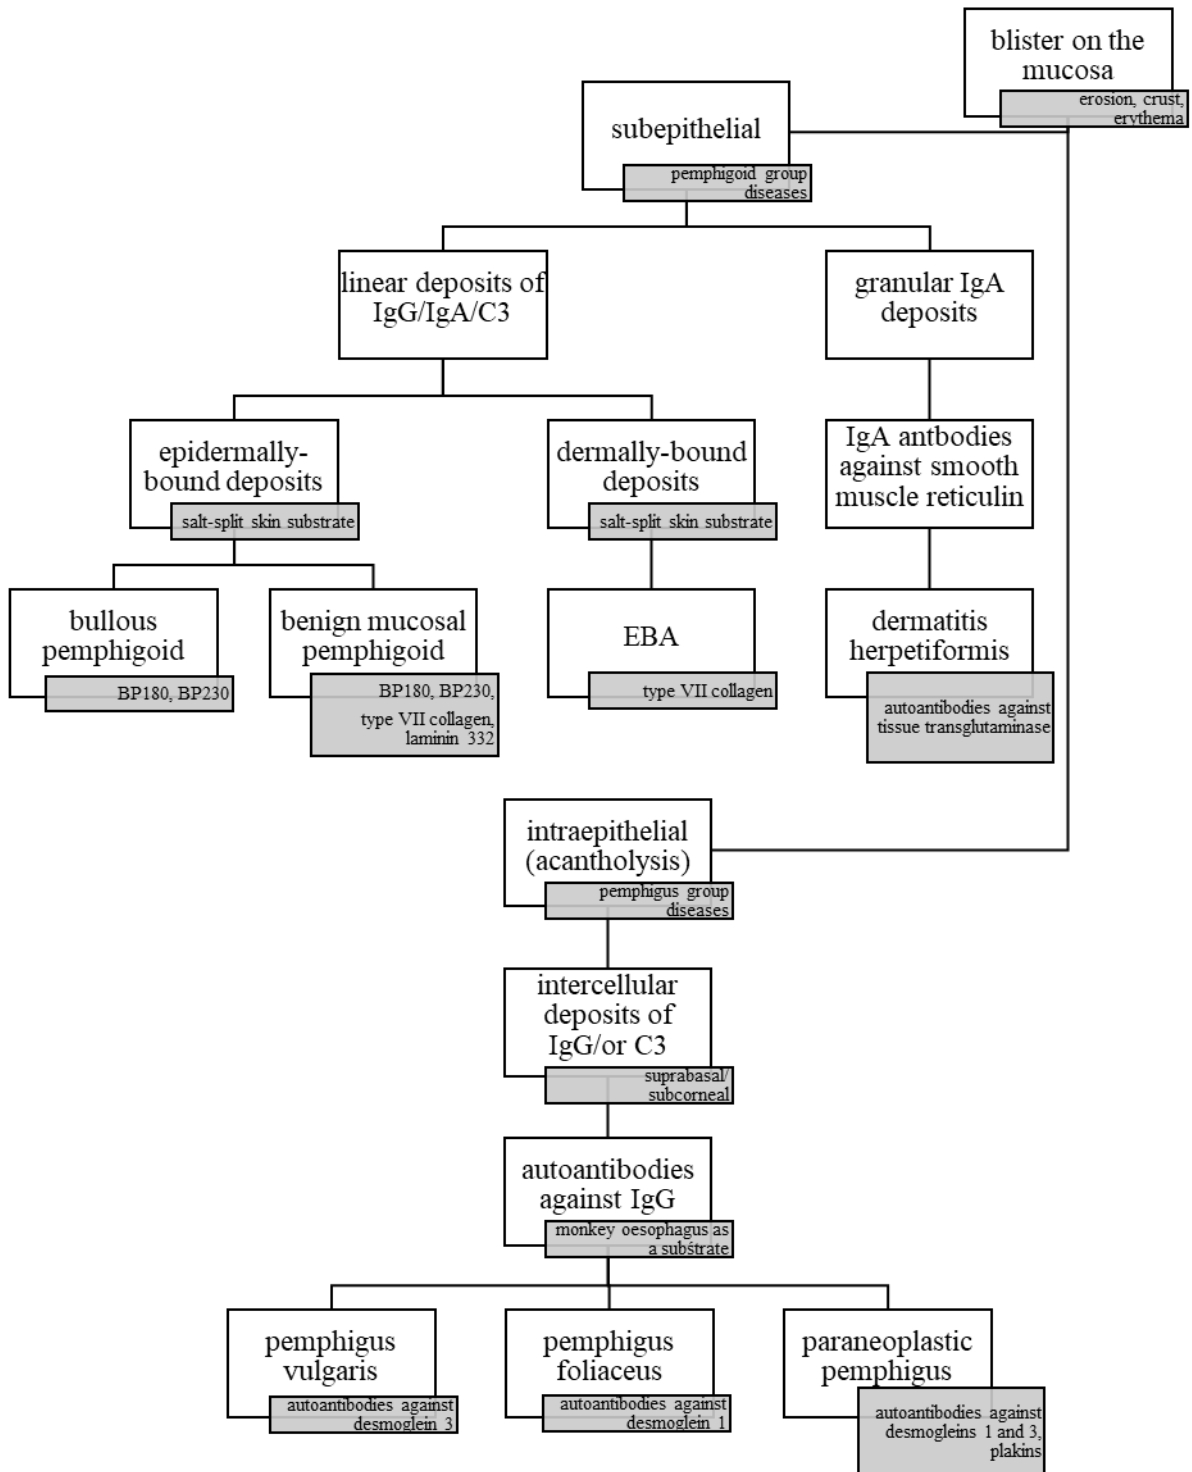 blister on the
mucosa
erosion, crust,
erythema
subepithelial
pemphigoid group
diseases
linear deposits of
IgG/IgA/C3
granular IgA
deposits
epidermally-
bound deposits
salt-split skin substrate
dermally-bound
deposits
salt-split skin substrate
IgA antbodies
against smooth
muscle reticulin
bullous
pemphigoid
BP180, BP230
benign mucosal
pemphigoid
BP180, BP230,
type VII collagen,
laminin 332
EBA
type VII collagen
dermatitis
herpetiformis
autoantibodies against
tissue transglutaminase
intraepithelial
(acantholysis)
pemphigus group
diseases
intercellular
deposits of
IgG/or C3
suprabasal/
subcorneal
autoantibodies
against IgG
monkey oesophagus as
a substrate
pemphigus
vulgaris
autoantibodies against
desmoglein 3
pemphigus
foliaceus
autoantibodies against
desmoglein 1
paraneoplastic
pemphigus
autoantibodies against
desmogleins 1 and 3,
plakins